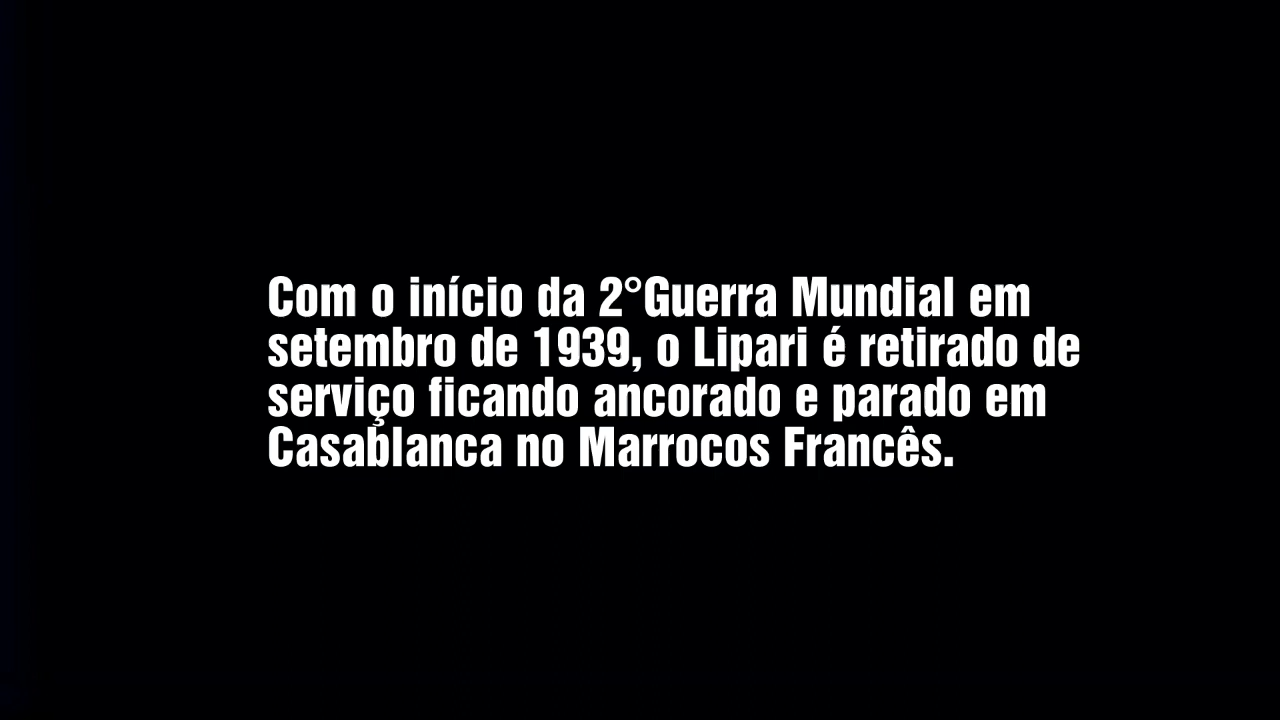 Com o início da 2°Guerra Mundial em
setembro de 1939, o Lipari é retirado de
serviço ficando ancorado e parado em
Casablanca no Marrocos Francês.